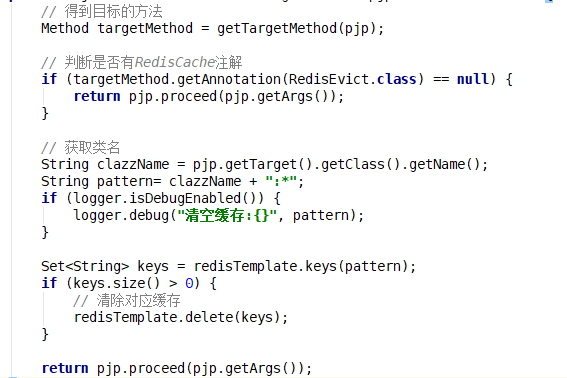 // 得到目标的方法
Method targetMethod = getTargetMethod(pjp);
// 判断是否有RedisCache注解
if (targetMethod.getAnnotation(RedisEvict.class) == null) {
return pjp.proceed(pjp.getArgs());
}
// 获取类名
String clazzName = pjp.getTarget().getClass().getName();
String pattern= clazzName + ":*";
if (logger.isDebugEnabled()) {
logger.debug("清空缓存:{}", pattern);
}
Set<String> keys = redisTemplate.keys(pattern);
if (keys.size() > 0) {
// 清除对应缓存
redisTemplate.delete(keys);
}
return pjp.proceed(pjp.getArgs());